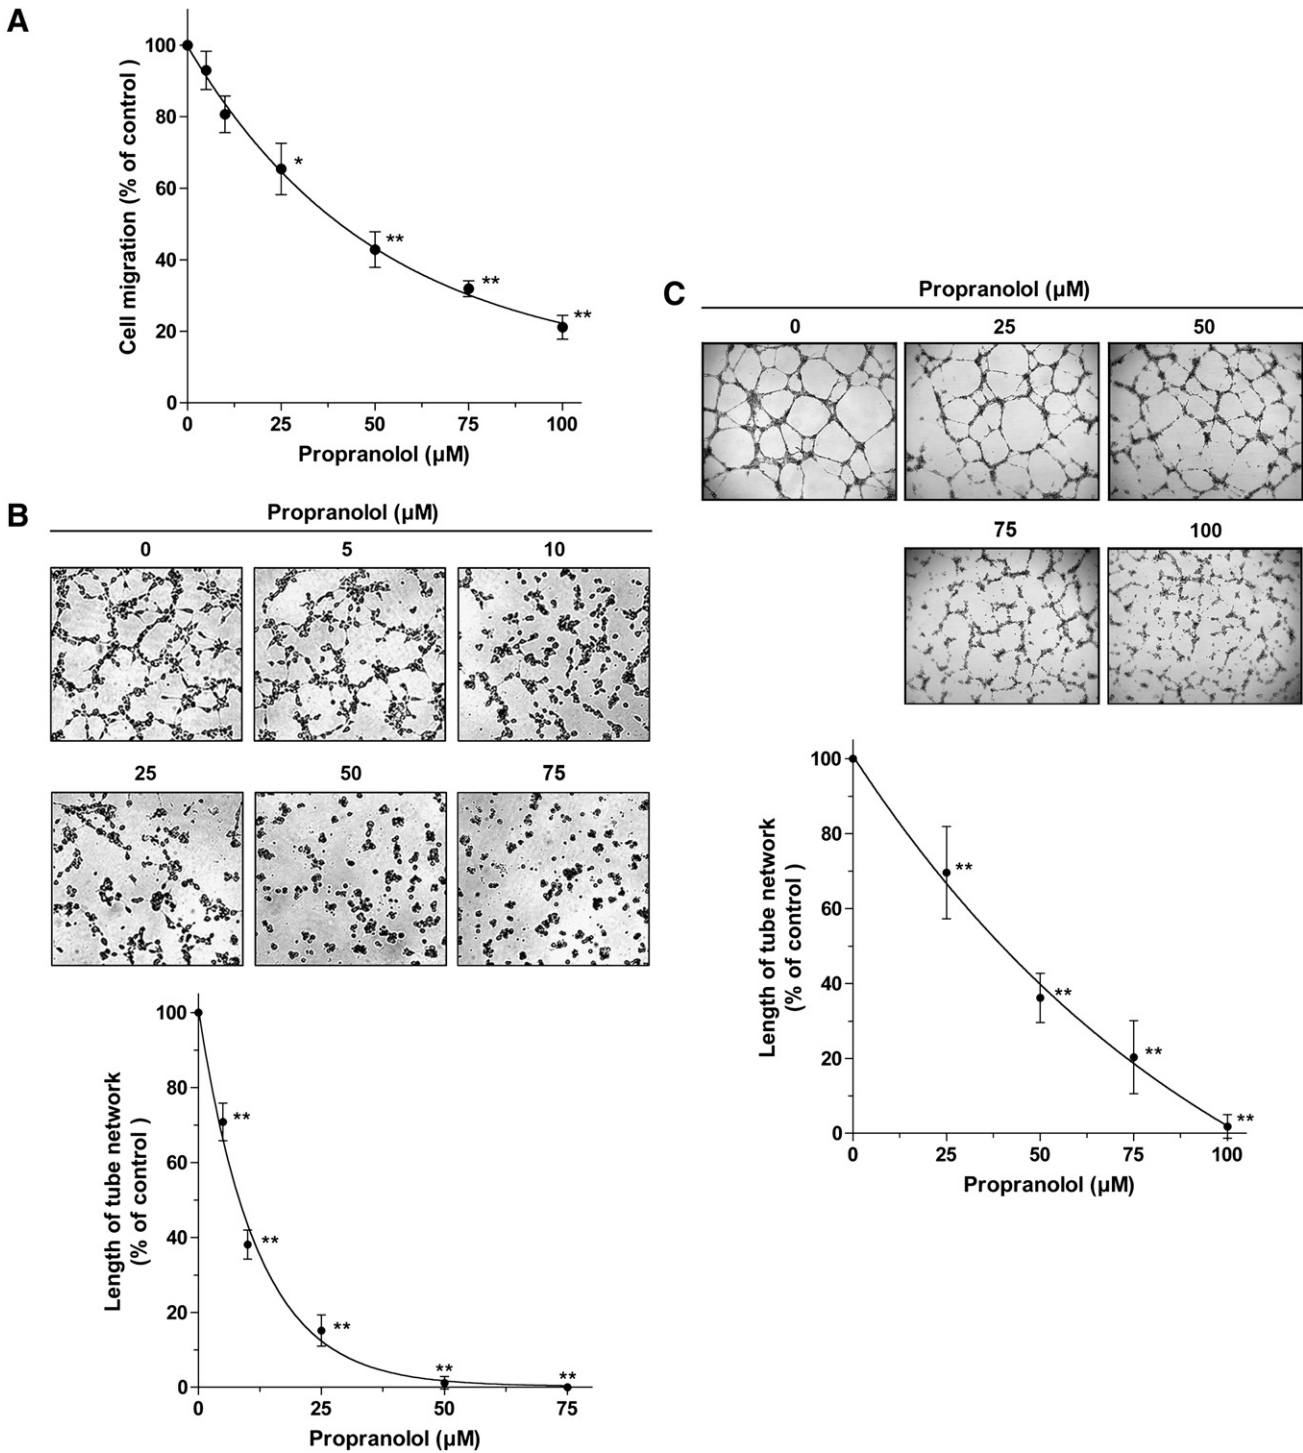 A
Cell migration (% of control )
100
80
60
40
20
0
*
**
**
**
0 25 50 75 100
Propranolol (µM)
B
Propranolol (µM)
0 5 10
25 50 75
Length of tube network
(% of control )
100
80
60
40
20
0
**
**
**
**
**
0 25 50 75
Propranolol (µM)
C
Propranolol (µM)
0 25 50
75 100
Length of tube network
(% of control )
100
80
60
40
20
0
**
**
**
**
0 25 50 75 100
Propranolol (µM)